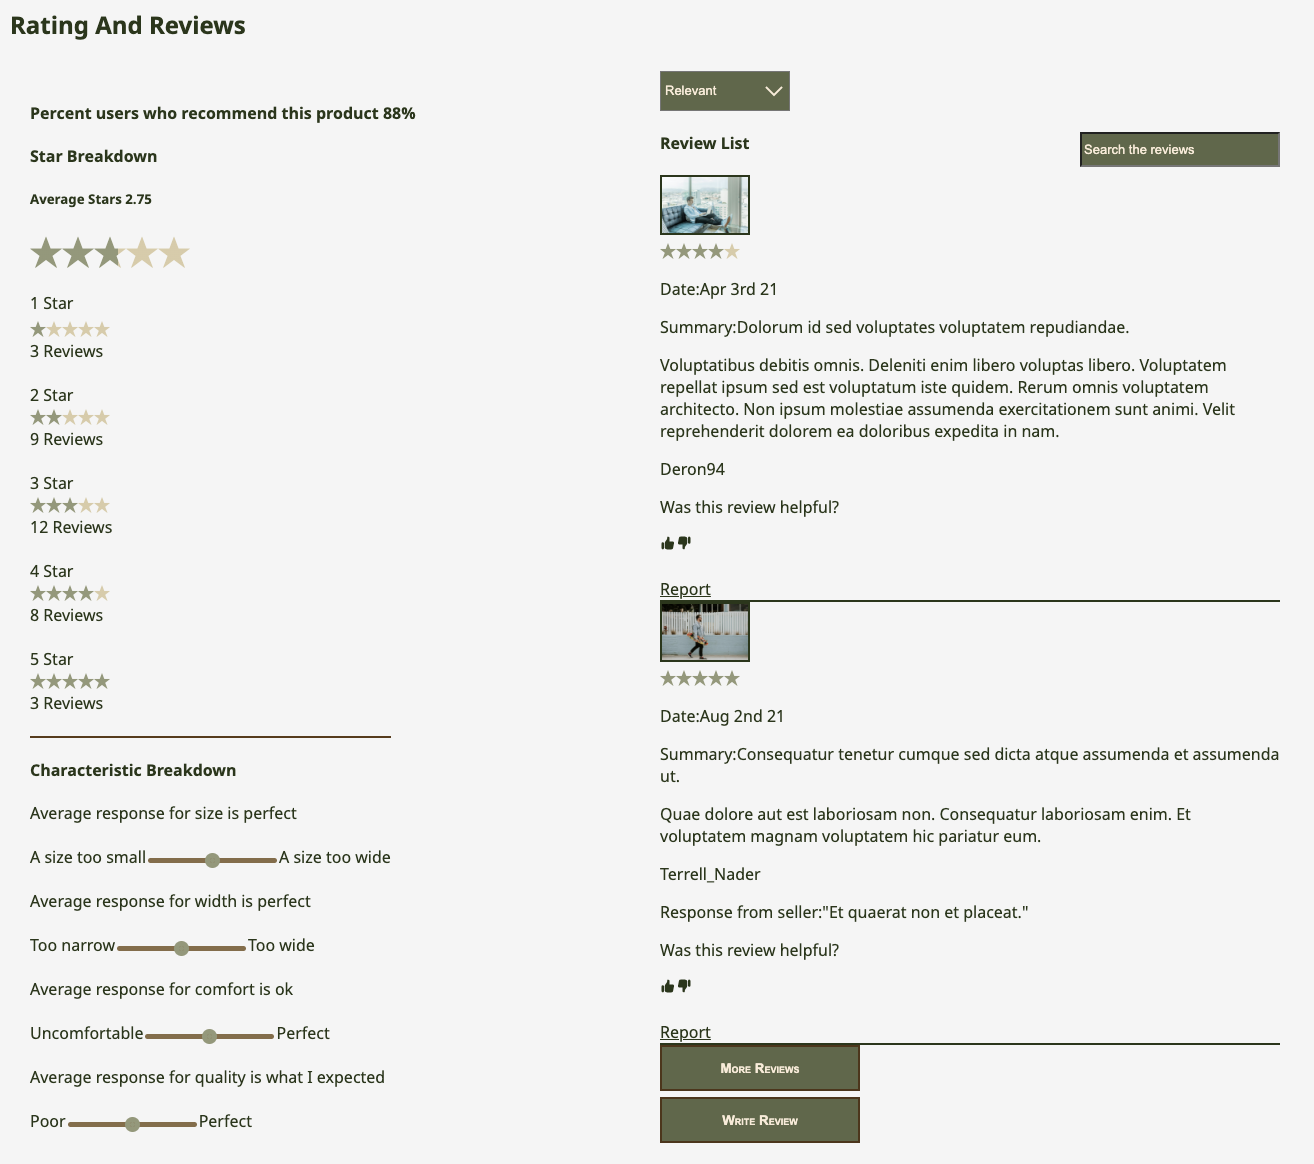 Rating And Reviews
Percent users who recommend this product 88%
Star Breakdown
Average Stars 2.75
1 Star
3 Reviews
2 Star
9 Reviews
3 Star
12 Reviews
4 Star
8 Reviews
5 Star
3 Reviews
Characteristic Breakdown
Average response for size is perfect
A size too small A size too wide
Average response for width is perfect
Too narrow Too wide
Average response for comfort is ok
Uncomfortable Perfect
Average response for quality is what I expected
Poor Perfect
Relevant
Review List
Search the reviews
Date:Apr 3rd 21
Summary:Dolorum id sed voluptates voluptatem repudiandae.
Voluptatibus debitis omnis. Deleniti enim libero voluptas libero. Voluptatem
repellat ipsum sed est voluptatum iste quidem. Rerum omnis voluptatem
architecto. Non ipsum molestiae assumenda exercitationem sunt animi. Velit
reprehenderit dolorem ea doloribus expedita in nam.
Deron94
Was this review helpful?
Report
Date:Aug 2nd 21
Summary:Consequatur tenetur cumque sed dicta atque assumenda et assumenda
ut.
Quae dolore aut est laboriosam non. Consequatur laboriosam enim. Et
voluptatem magnam voluptatem hic pariatur eum.
Terrell_Nader
Response from seller:"Et quaerat non et placeat."
Was this review helpful?
Report
More Reviews
Write Review